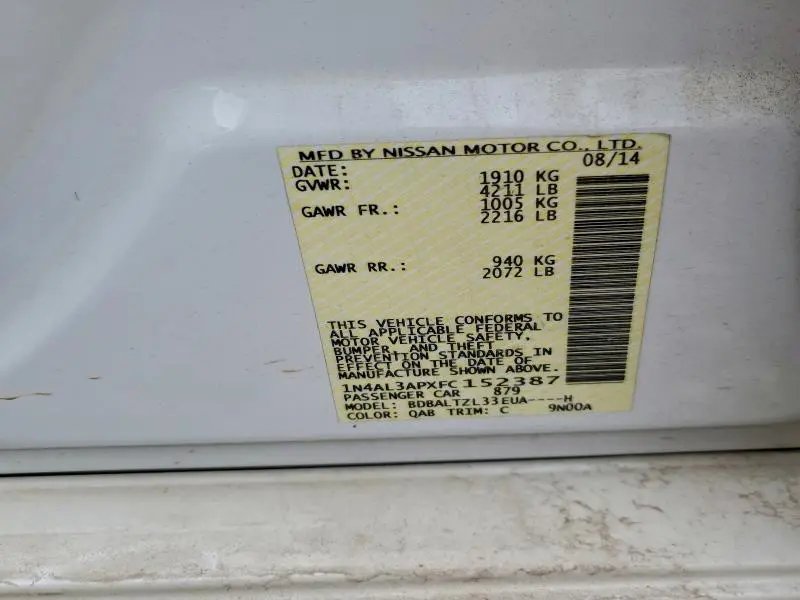 MFD BY NISSAN MOTOR CO., LTD.
DATE: 08/14
GVWR: 1910 KG
4211 LB
GAWR FR.: 1005 KG
2216 LB
GAWR RR.: 940 KG
2072 LB
THIS VEHICLE CONFORMS TO
ALL APPLICABLE FEDERAL
MOTOR VEHICLE SAFETY,
BUMPER, AND THEFT
PREVENTION STANDARDS IN
EFFECT ON THE DATE OF
MANUFACTURE SHOWN ABOVE.
1N4AL3APXFC152387
PASSENGER CAR 879
MODEL: BDBALTZL33EUA----H
COLOR: QAB TRIM: C 9N00A